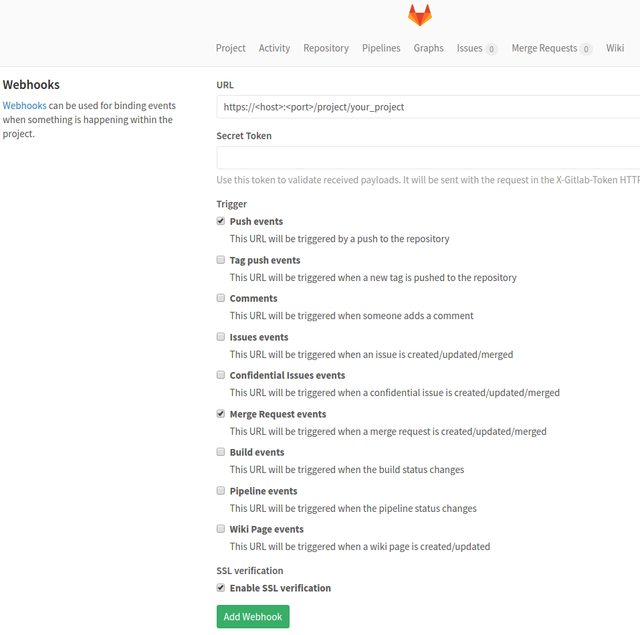 Project Activity Repository Pipelines Graphs Issues 0 Merge Requests 0 Wiki
Webhooks
Webhooks can be used for binding events
when something is happening within the
project.
URL
https://<host>:<port>/project/your_project
Secret Token
Use this token to validate received payloads. It will be sent with the request in the X-Gitlab-Token HTTP
Trigger
Push events
This URL will be triggered by a push to the repository
Tag push events
This URL will be triggered when a new tag is pushed to the repository
Comments
This URL will be triggered when someone adds a comment
Issues events
This URL will be triggered when an issue is created/updated/merged
Confidential Issues events
This URL will be triggered when a confidential issue is created/updated/merged
Merge Request events
This URL will be triggered when a merge request is created/updated/merged
Build events
This URL will be triggered when the build status changes
Pipeline events
This URL will be triggered when the pipeline status changes
Wiki Page events
This URL will be triggered when a wiki page is created/updated
SSL verification
Enable SSL verification
Add Webhook